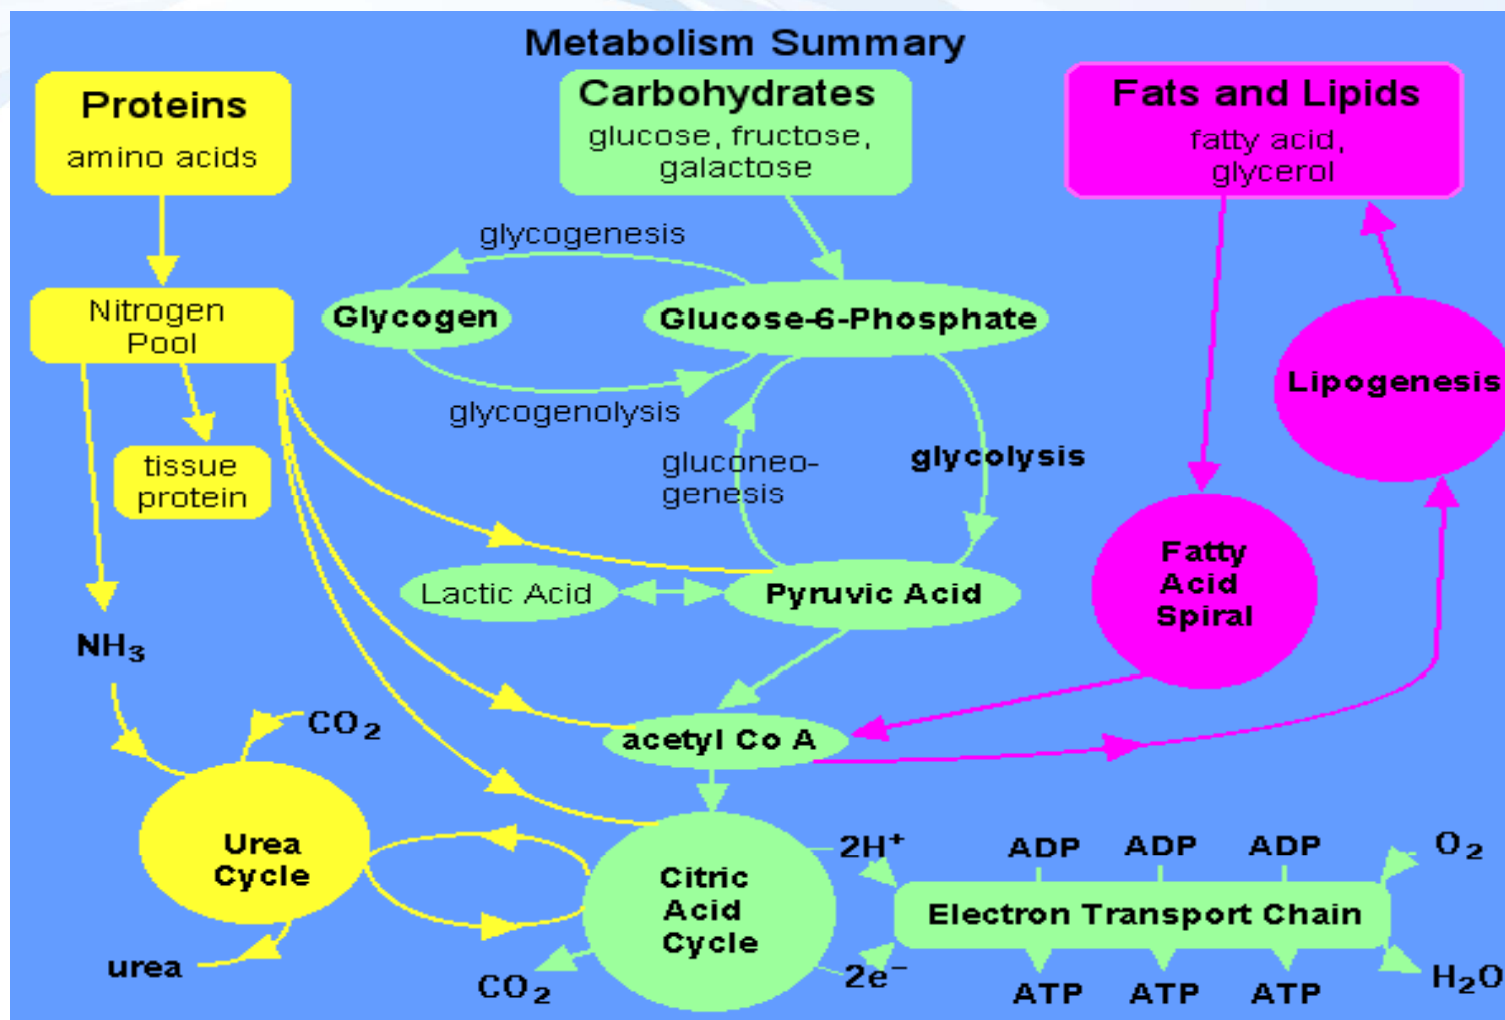 Metabolism Summary
Proteins
amino acids
Carbohydrates
glucose, fructose,
galactose
Fats and Lipids
fatty acid,
glycerol
glycogenesis
Nitrogen
Pool
Glycogen
Glucose-6-Phosphate
Lipogenesis
glycogenolysis
tissue
protein
gluconeo-
genesis
glycolysis
Fatty
Acid
Spiral
Lactic Acid
Pyruvic Acid
NH₃
CO₂
acetyl Co A
Urea
Cycle
Citric
Acid
Cycle
2H⁺
ADP
ADP
ADP
O₂
Electron Transport Chain
urea
CO₂
2e⁻
ATP
ATP
ATP
H₂O